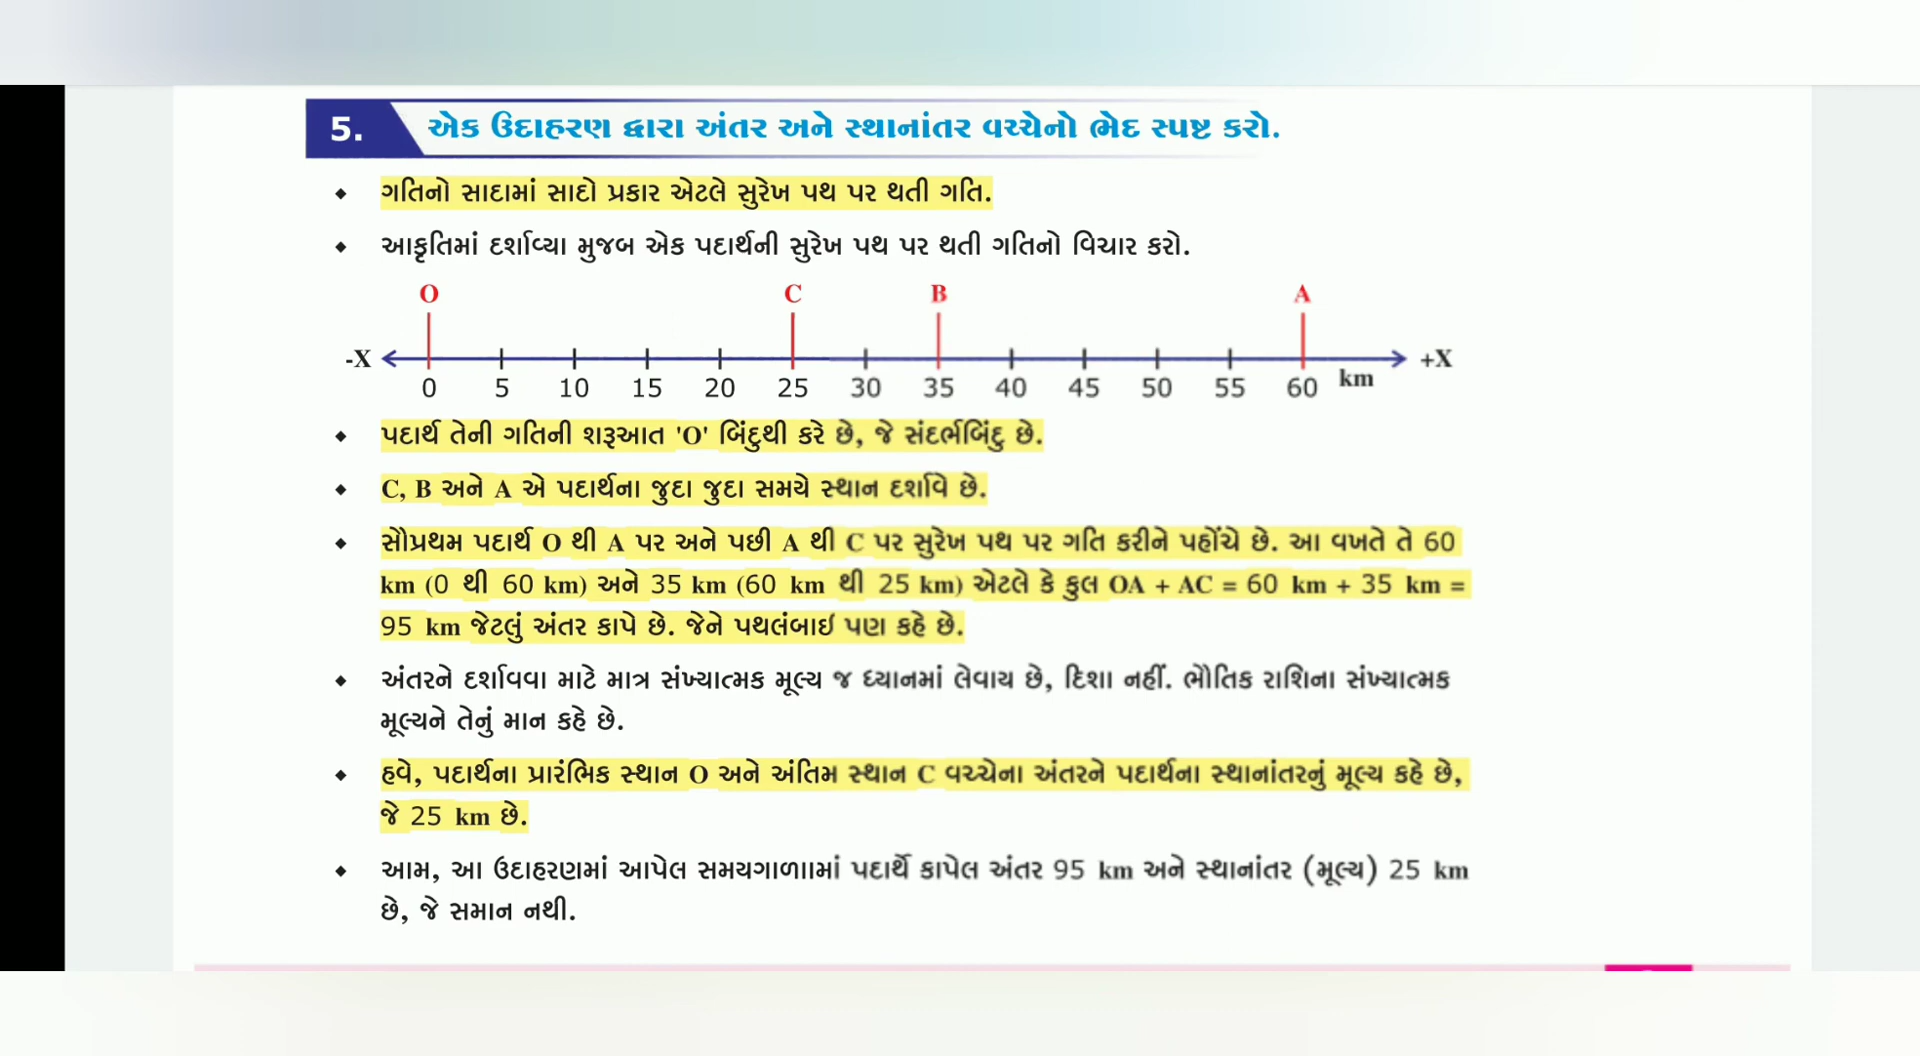 5. એક ઉદાહરણ દ્વારા અંતર અને સ્થાનાંતર વચ્ચેનો ભેદ સ્પષ્ટ કરો.
◆ ગતિનો સાદામાં સાદો પ્રકાર એટલે સુરેખ પથ પર થતી ગતિ.
◆ આકૃતિમાં દર્શાવ્યા મુજબ એક પદાર્થની સુરેખ પથ પર થતી ગતિનો વિચાર કરો.
O C B A
-X +X
0 5 10 15 20 25 30 35 40 45 50 55 60 km
◆ પદાર્થ તેની ગતિની શરૂઆત 'O' બિંદુથી કરે છે, જે સંદર્ભબિંદુ છે.
◆ C, B અને A એ પદાર્થના જુદા જુદા સમયે સ્થાન દર્શાવે છે.
◆ સૌપ્રથમ પદાર્થ O થી A પર અને પછી A થી C પર સુરેખ પથ પર ગતિ કરીને પહોંચે છે. આ વખતે તે 60
km (0 થી 60 km) અને 35 km (60 km થી 25 km) એટલે કે કુલ OA + AC = 60 km + 35 km =
95 km જેટલું અંતર કાપે છે. જેને પથલંબાઈ પણ કહે છે.
◆ અંતરને દર્શાવવા માટે માત્ર સંખ્યાત્મક મૂલ્ય જ ધ્યાનમાં લેવાય છે, દિશા નહીં. ભૌતિક રાશિના સંખ્યાત્મક
મૂલ્યને તેનું માન કહે છે.
◆ હવે, પદાર્થના પ્રારંભિક સ્થાન O અને અંતિમ સ્થાન C વચ્ચેના અંતરને પદાર્થના સ્થાનાંતરનું મૂલ્ય કહે છે,
જે 25 km છે.
◆ આમ, આ ઉદાહરણમાં આપેલ સમયગાળાામાં પદાર્થે કાપેલ અંતર 95 km અને સ્થાનાંતર (મૂલ્ય) 25 km
છે, જે સમાન નથી.